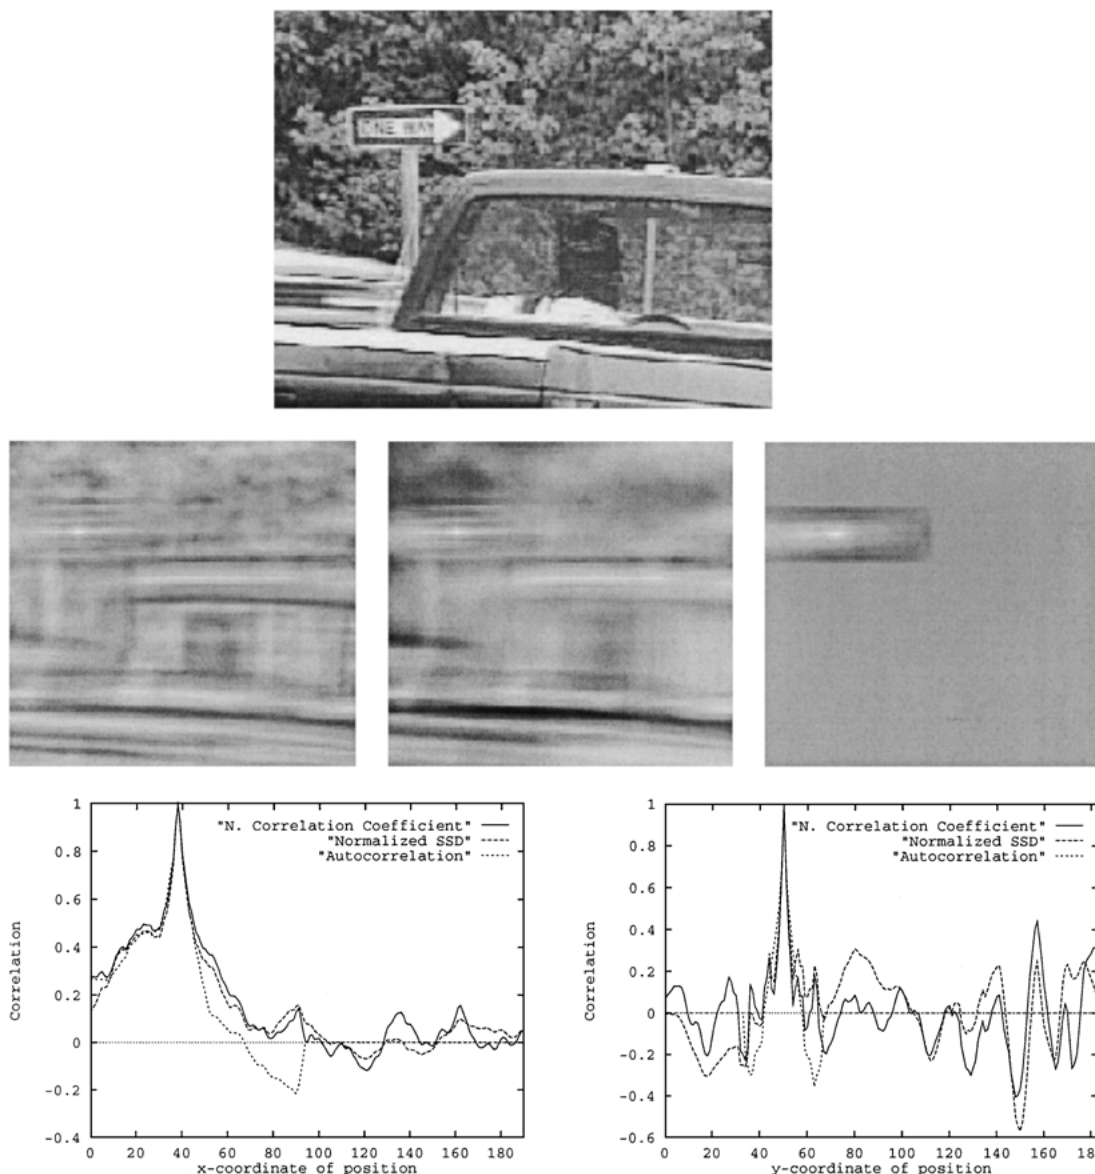 ONE WAY
1
0.8
0.6
0.4
0.2
0
-0.2
-0.4
Correlation
"N. Correlation Coefficient"
"Normalized SSD"
"Autocorrelation"
0 20 40 60 80 100 120 140 160 180
x-coordinate of position
1
0.8
0.6
0.4
0.2
0
-0.2
-0.4
-0.6
Correlation
"N. Correlation Coefficient"
"Normalized SSD"
"Autocorrelation"
0 20 40 60 80 100 120 140 160 180
y-coordinate of position